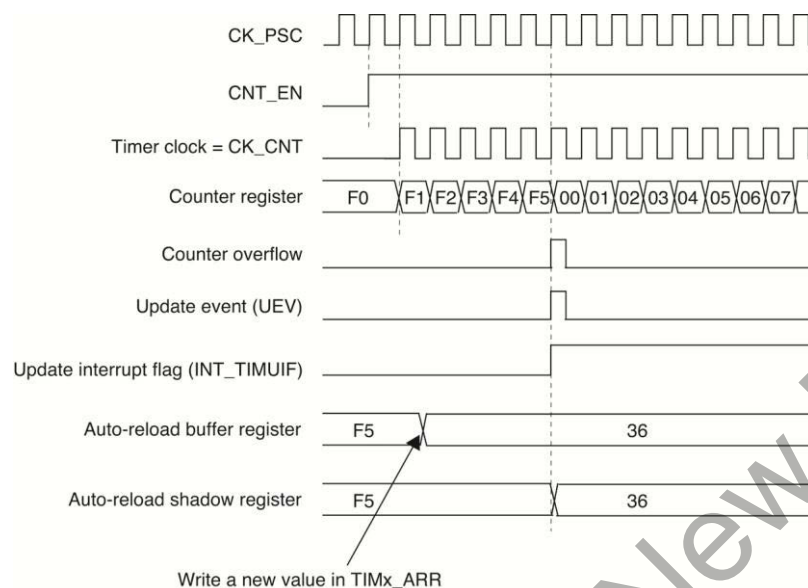 CK_PSC
CNT_EN
Timer clock = CK_CNT
Counter register F0 F1 F2 F3 F4 F5 00 01 02 03 04 05 06 07
Counter overflow
Update event (UEV)
Update interrupt flag (INT_TIMUIF)
Auto-reload buffer register F5 36
Auto-reload shadow register F5 36
Write a new value in TIMx_ARR
New